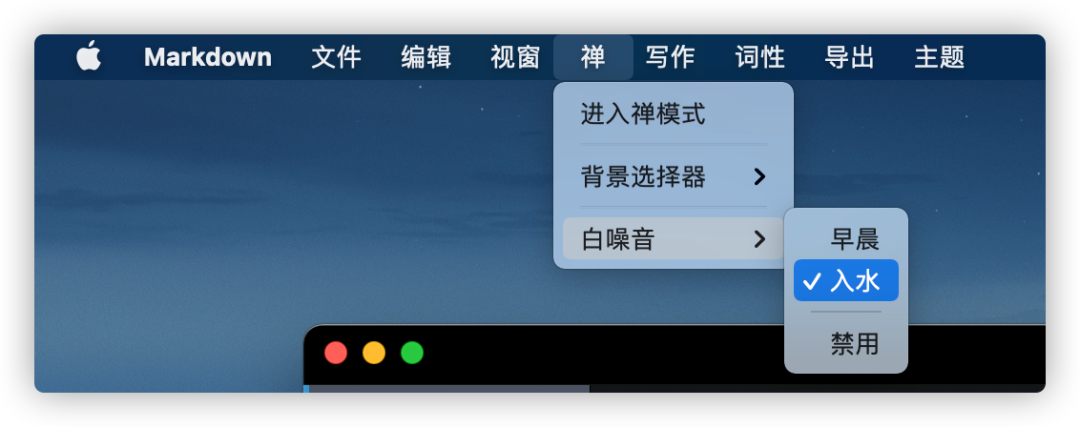 Markdown 文件 编辑 视窗 禅 写作 词性 导出 主题
进入禅模式
背景选择器
白噪音
早晨
入水
禁用